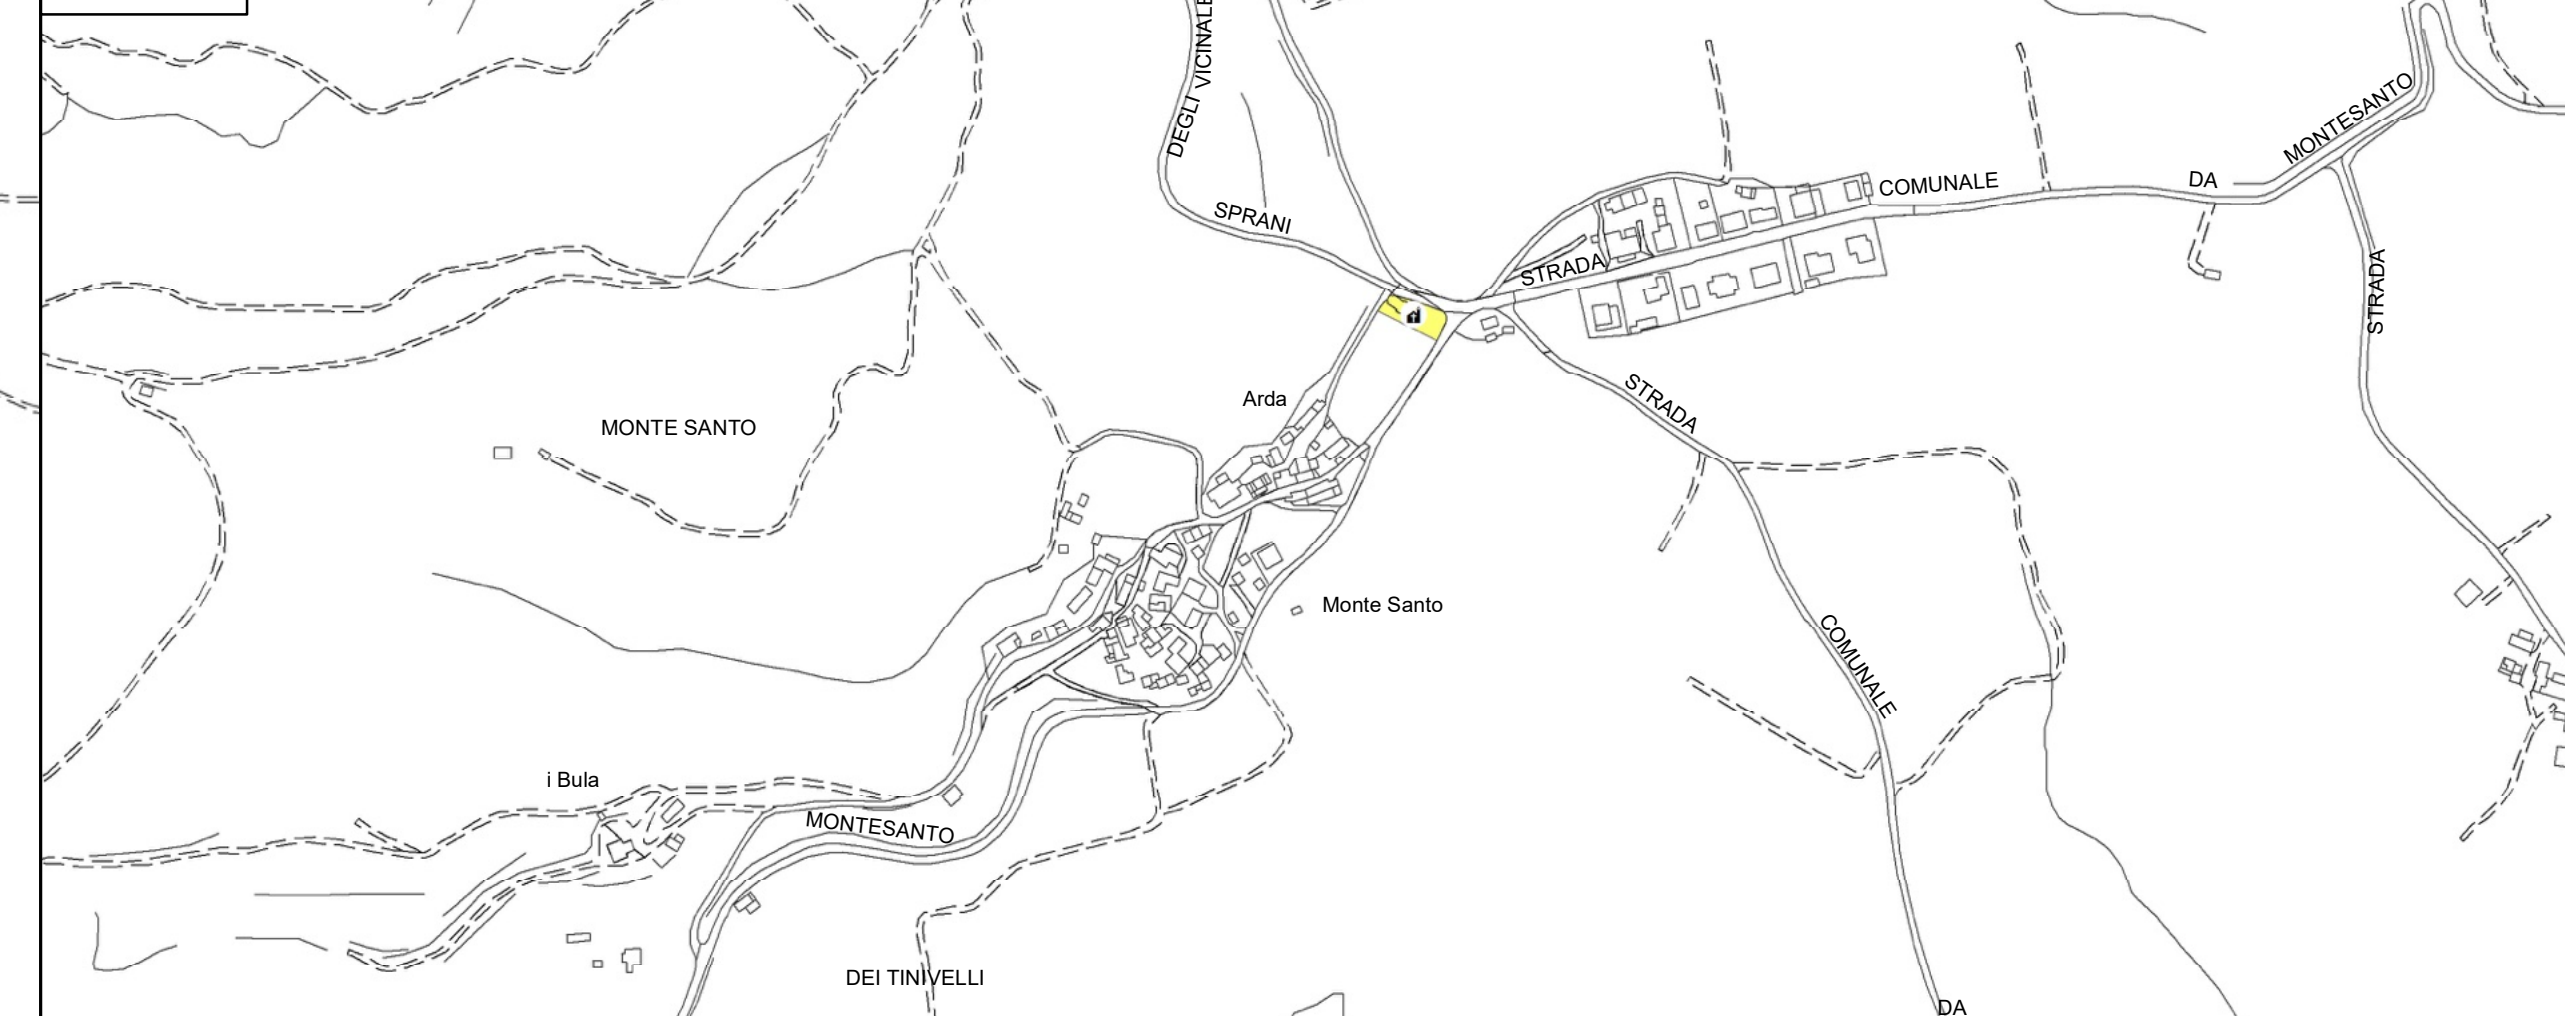 VICINALE
DEGLI
SPRANI
STRADA
COMUNALE
DA
MONTESANTO
STRADA
Arda
STRADA
MONTE SANTO
Monte Santo
COMUNALE
i Bula
MONTESANTO
DEI TINIVELLI
DA